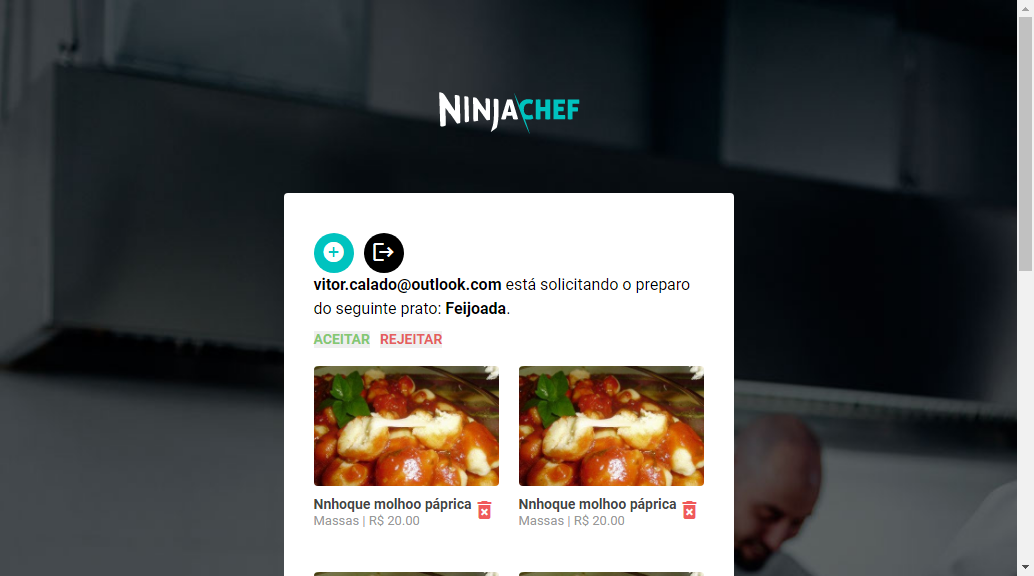 NINJACHEF
vitor.calado@outlook.com está solicitando o preparo
do seguinte prato: Feijoada.
ACEITAR REJEITAR
Nnhoque molhoo páprica
Massas | R$ 20.00
Nnhoque molhoo páprica
Massas | R$ 20.00